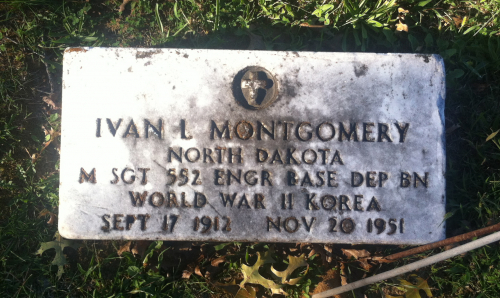 IVAN L MONTGOMERY
NORTH DAKOTA
M SGT 552 ENGR BASE DEP BN
WORLD WAR II KOREA
SEPT 17 1912 NOV 20 1951